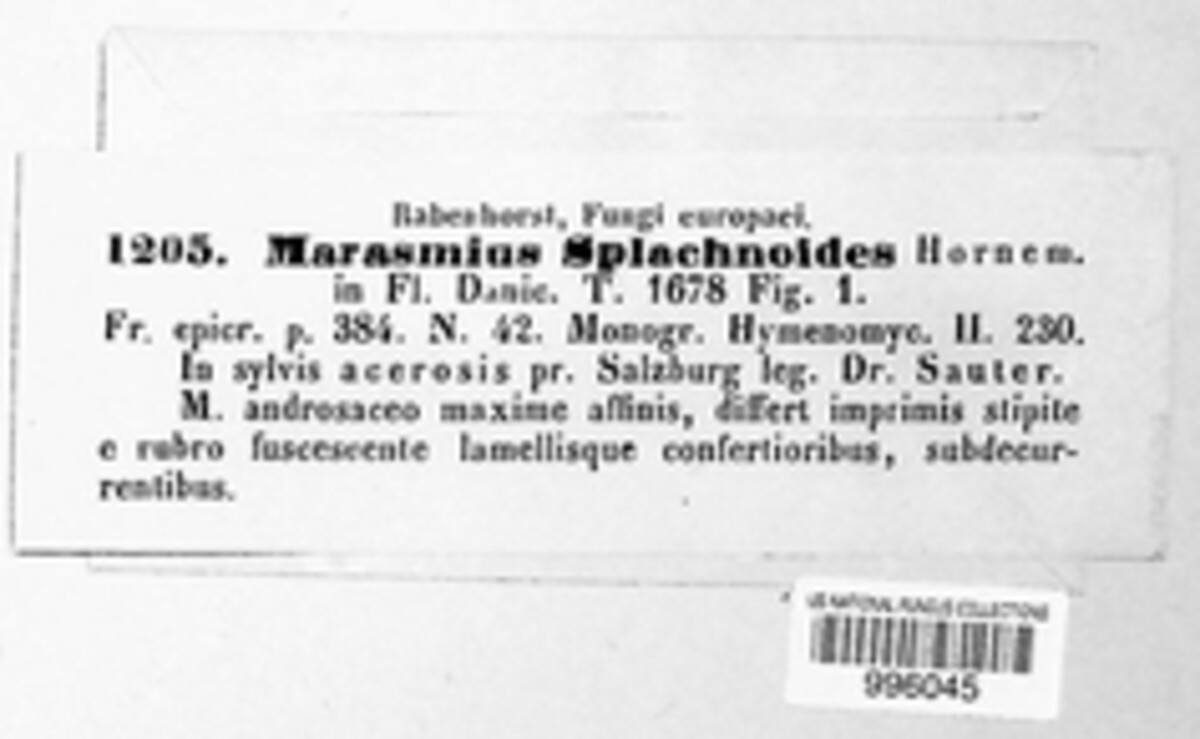 Rabenhorst, Fungi europaei.
1205. Marasmius Splachnoides Hornem.
in Fl. Danic. T. 1678 Fig. 1.
Fr. epicr. p. 384. N. 42. Monogr. Hymenomyc. II. 230.
In sylvis acerosis pr. Salzburg leg. Dr. Sauter.
M. androsaceo maxime affinis, differt imprimis stipite
e rubro fuscescente lamellisque confertioribus, subdecur-
rentibus.
US NATIONAL FUNGUS COLLECTIONS
996045